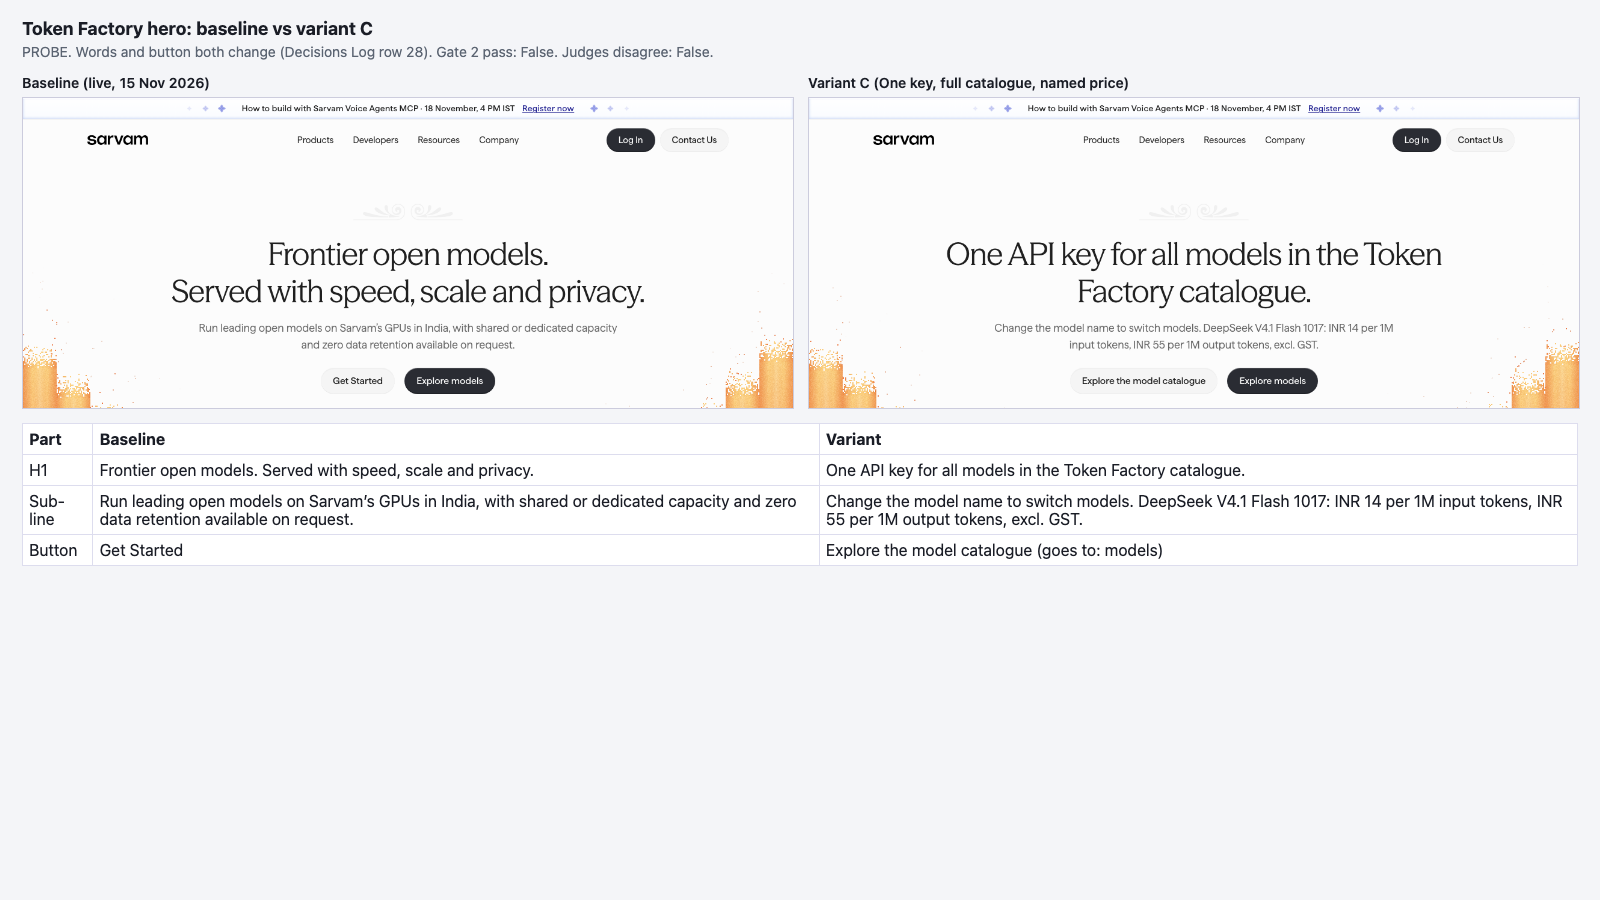 Token Factory hero: baseline vs variant C
PROBE. Words and button both change (Decisions Log row 28). Gate 2 pass: False. Judges disagree: False.
Baseline (live, 15 Nov 2026)
How to build with Sarvam Voice Agents MCP · 18 November, 4 PM IST Register now
sarvam Products Developers Resources Company Log In Contact Us
Frontier open models.
Served with speed, scale and privacy.
Run leading open models on Sarvam's GPUs in India, with shared or dedicated capacity
and zero data retention available on request.
Get Started Explore models
Variant C (One key, full catalogue, named price)
How to build with Sarvam Voice Agents MCP · 18 November, 4 PM IST Register now
sarvam Products Developers Resources Company Log In Contact Us
One API key for all models in the Token
Factory catalogue.
Change the model name to switch models. DeepSeek V4.1 Flash 1017: INR 14 per 1M
input tokens, INR 55 per 1M output tokens, excl. GST.
Explore the model catalogue Explore models
Part Baseline Variant
H1 Frontier open models. Served with speed, scale and privacy. One API key for all models in the Token Factory catalogue.
Sub-
line
Run leading open models on Sarvam's GPUs in India, with shared or dedicated capacity and zero
data retention available on request.
Change the model name to switch models. DeepSeek V4.1 Flash 1017: INR 14 per 1M input tokens, INR
55 per 1M output tokens, excl. GST.
Button Get Started Explore the model catalogue (goes to: models)